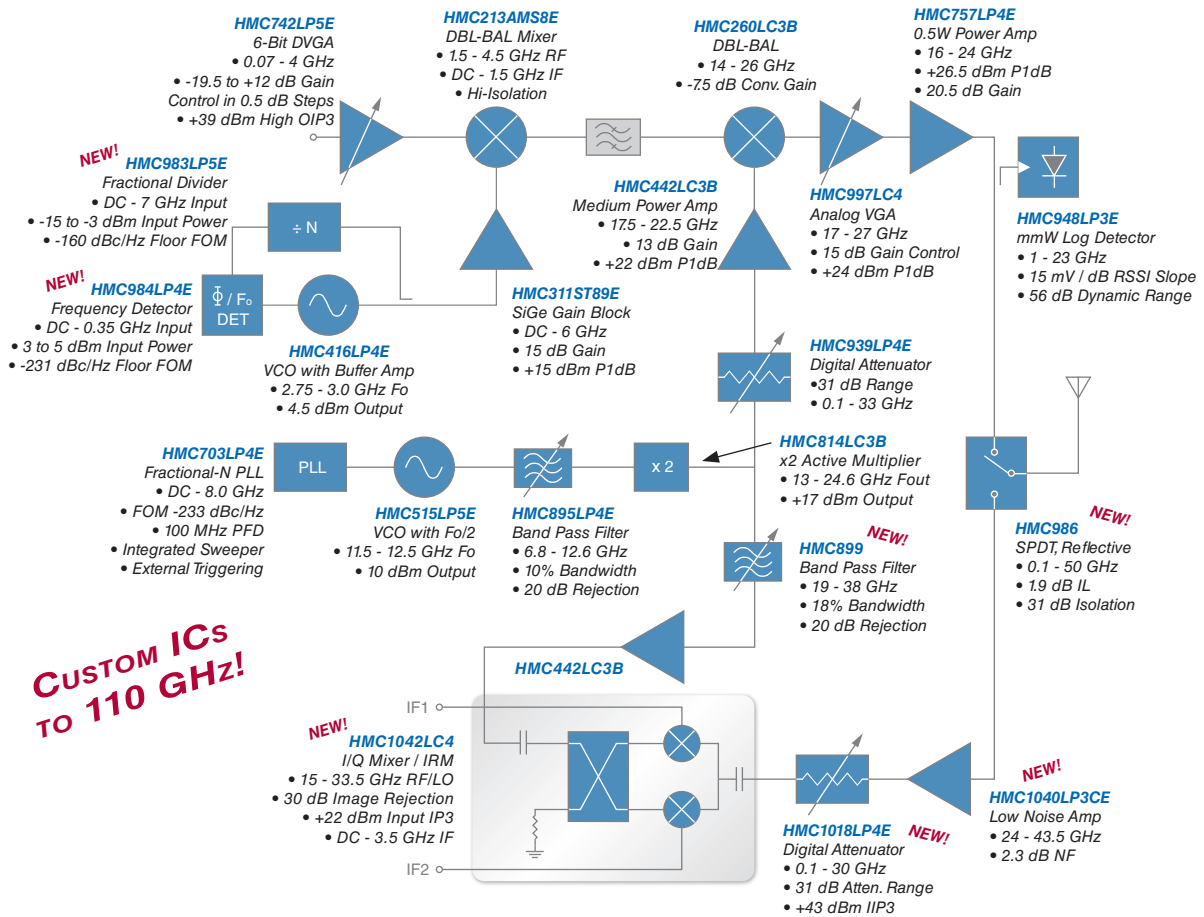 HMC742LP5E
6-Bit DVGA
• 0.07 - 4 GHz
• -19.5 to +12 dB Gain
Control in 0.5 dB Steps
• +39 dBm High OIP3
HMC213AMS8E
DBL-BAL Mixer
• 1.5 - 4.5 GHz RF
• DC - 1.5 GHz IF
• Hi-Isolation
HMC260LC3B
DBL-BAL
• 14 - 26 GHz
• -7.5 dB Conv. Gain
HMC757LP4E
0.5W Power Amp
• 16 - 24 GHz
• +26.5 dBm P1dB
• 20.5 dB Gain
NEW!
HMC983LP5E
Fractional Divider
• DC - 7 GHz Input
• -15 to -3 dBm Input Power
• -160 dBc/Hz Floor FOM
÷ N
HMC442LC3B
Medium Power Amp
• 17.5 - 22.5 GHz
• 13 dB Gain
• +22 dBm P1dB
HMC997LC4
Analog VGA
• 17 - 27 GHz
• 15 dB Gain Control
• +24 dBm P1dB
HMC948LP3E
mmW Log Detector
• 1 - 23 GHz
• 15 mV / dB RSSI Slope
• 56 dB Dynamic Range
NEW!
HMC984LP4E
Frequency Detector
• DC - 0.35 GHz Input
• 3 to 5 dBm Input Power
• -231 dBc/Hz Floor FOM
Φ / Fo
DET
HMC416LP4E
VCO with Buffer Amp
• 2.75 - 3.0 GHz Fo
• 4.5 dBm Output
HMC311ST89E
SiGe Gain Block
• DC - 6 GHz
• 15 dB Gain
• +15 dBm P1dB
HMC939LP4E
Digital Attenuator
•31 dB Range
• 0.1 - 33 GHz
HMC703LP4E
Fractional-N PLL
• DC - 8.0 GHz
• FOM -233 dBc/Hz
• 100 MHz PFD
• Integrated Sweeper
• External Triggering
PLL
HMC515LP5E
VCO with Fo/2
• 11.5 - 12.5 GHz Fo
• 10 dBm Output
HMC895LP4E
Band Pass Filter
• 6.8 - 12.6 GHz
• 10% Bandwidth
• 20 dB Rejection
x 2
HMC814LC3B
x2 Active Multiplier
• 13 - 24.6 GHz Fout
• +17 dBm Output
NEW!
HMC899
Band Pass Filter
• 19 - 38 GHz
• 18% Bandwidth
• 20 dB Rejection
NEW!
HMC986
SPDT, Reflective
• 0.1 - 50 GHz
• 1.9 dB IL
• 31 dB Isolation
CUSTOM ICS
TO 110 GHZ!
HMC442LC3B
IF1
NEW!
HMC1042LC4
I/Q Mixer / IRM
• 15 - 33.5 GHz RF/LO
• 30 dB Image Rejection
• +22 dBm Input IP3
• DC - 3.5 GHz IF
IF2
HMC1018LP4E
NEW!
Digital Attenuator
• 0.1 - 30 GHz
• 31 dB Atten. Range
• +43 dBm IIP3
NEW!
HMC1040LP3CE
Low Noise Amp
• 24 - 43.5 GHz
• 2.3 dB NF